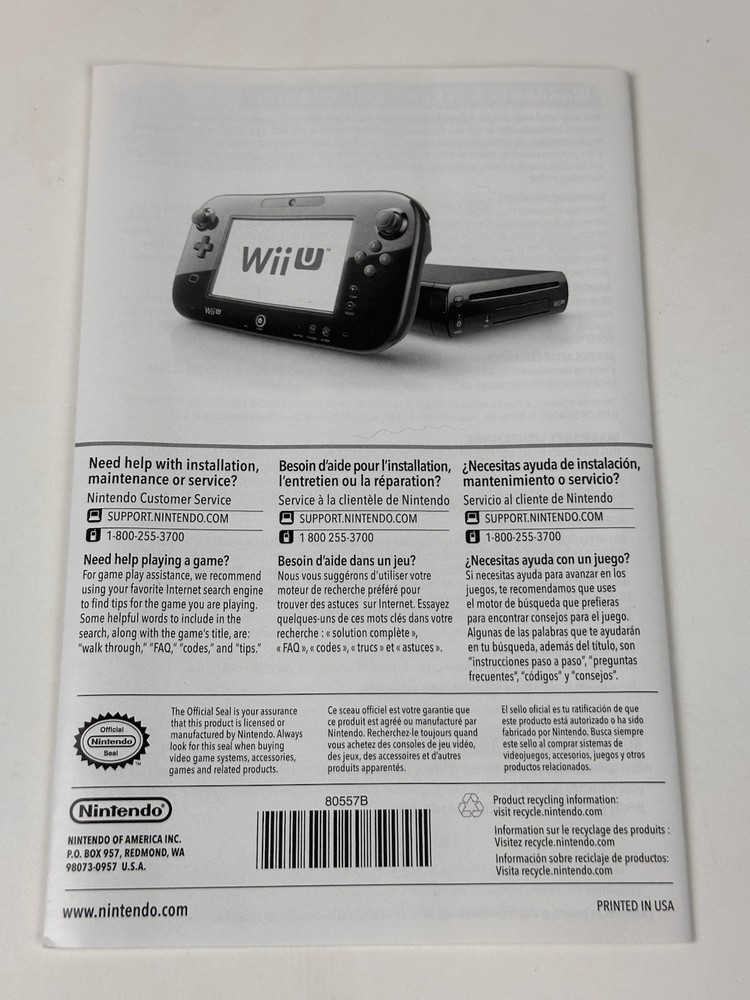 Wii U™
Wii U
Wii U
Need help with installation,
maintenance or service?
Nintendo Customer Service
SUPPORT.NINTENDO.COM
1-800-255-3700
Need help playing a game?
For game play assistance, we recommend
using your favorite Internet search engine
to find tips for the game you are playing.
Some helpful words to include in the
search, along with the game's title, are:
"walk through," "FAQ," "codes," and "tips."
Besoin d'aide pour l'installation,
l'entretien ou la réparation?
Service à la clientèle de Nintendo
SUPPORT.NINTENDO.COM
1 800 255-3700
Besoin d'aide dans un jeu?
Nous vous suggérons d'utiliser votre
moteur de recherche préféré pour
trouver des astuces sur Internet. Essayez
quelques-uns de ces mots clés dans votre
recherche : « solution complète »,
« FAQ », « codes », « trucs » et « astuces ».
¿Necesitas ayuda de instalación,
mantenimiento o servicio?
Servicio al cliente de Nintendo
SUPPORT.NINTENDO.COM
1-800-255-3700
¿Necesitas ayuda con un juego?
Si necesitas ayuda para avanzar en los
juegos, te recomendamos que uses
el motor de búsqueda que prefieras
para encontrar consejos para el juego.
Algunas de las palabras que te ayudarán
en tu búsqueda, además del título, son
"instrucciones paso a paso", "preguntas
frecuentes", "códigos" y "consejos".
Official
Nintendo
Seal
The Official Seal is your assurance
that this product is licensed or
manufactured by Nintendo. Always
look for this seal when buying
video game systems, accessories,
games and related products.
Ce sceau officiel est votre garantie que
ce produit est agréé ou manufacturé par
Nintendo. Recherchez-le toujours quand
vous achetez des consoles de jeu vidéo,
des jeux, des accessoires et d'autres
produits apparentés.
El sello oficial es tu ratificación de que
este producto está autorizado o ha sido
fabricado por Nintendo. Busca siempre
este sello al comprar sistemas de
videojuegos, accesorios, juegos y otros
productos relacionados.
Nintendo®
NINTENDO OF AMERICA INC.
P.O. BOX 957, REDMOND, WA
98073-0957 U.S.A.
80557B
Product recycling information:
visit recycle.nintendo.com
Information sur le recyclage des produits :
Visitez recycle.nintendo.com
Información sobre reciclaje de productos:
Visita recycle.nintendo.com
www.nintendo.com
PRINTED IN USA